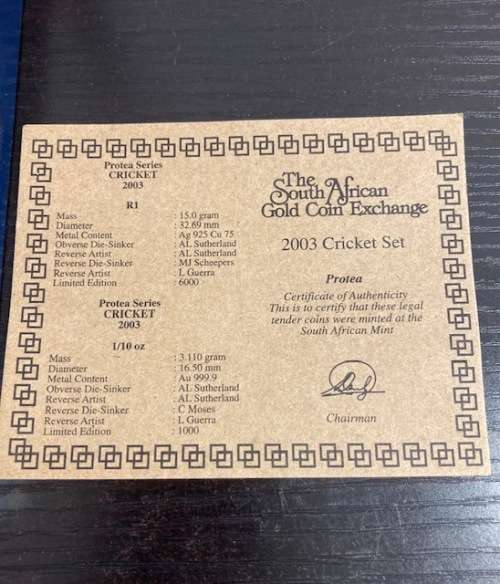 Protea Series
CRICKET
2003
R1
Mass : 15.0 gram
Diameter : 32.69 mm
Metal Content : Ag 925 Cu 75
Obverse Die-Sinker : AL Sutherland
Reverse Artist : AL Sutherland
Reverse Die-Sinker : MJ Scheepers
Reverse Artist : L Guerra
Limited Edition : 6000
Protea Series
CRICKET
2003
1/10 oz
Mass : 3.110 gram
Diameter : 16.50 mm
Metal Content : Au 999.9
Obverse Die-Sinker : AL Sutherland
Reverse Artist : AL Sutherland
Reverse Die-Sinker : C Moses
Reverse Artist : L Guerra
Limited Edition : 1000
The
South African
Gold Coin Exchange
2003 Cricket Set
Protea
Certificate of Authenticity
This is to certify that these legal
tender coins were minted at the
South African Mint
Chairman